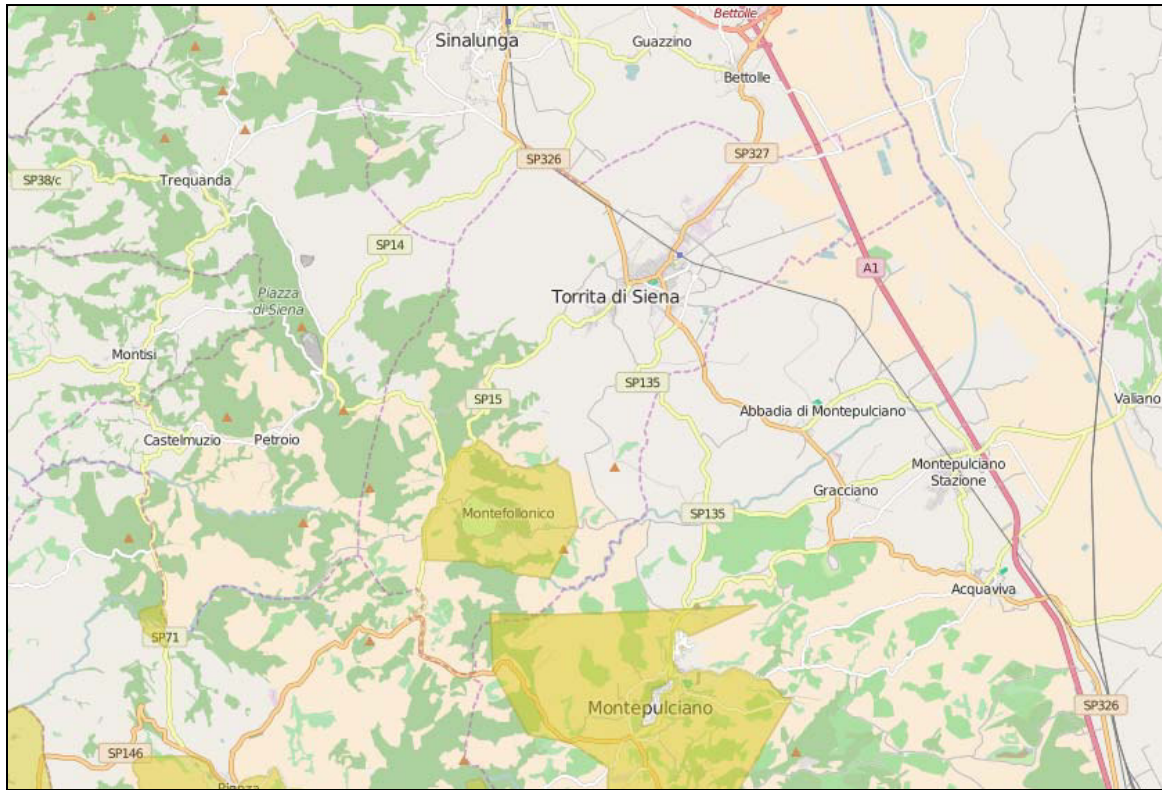 Bettolle
Sinalunga
Guazzino
Bettolle
SP326
SP327
SP38/c
Trequanda
SP14
A1
Piazza
di Siena
Torrita di Siena
Montisi
SP135
SP15
Valiano
Abbadia di Montepulciano
Castelmuzio
Petroio
Montepulciano
Stazione
Gracciano
Montefollonico
SP135
Acquaviva
SP71
Montepulciano
SP326
SP146
Pienza